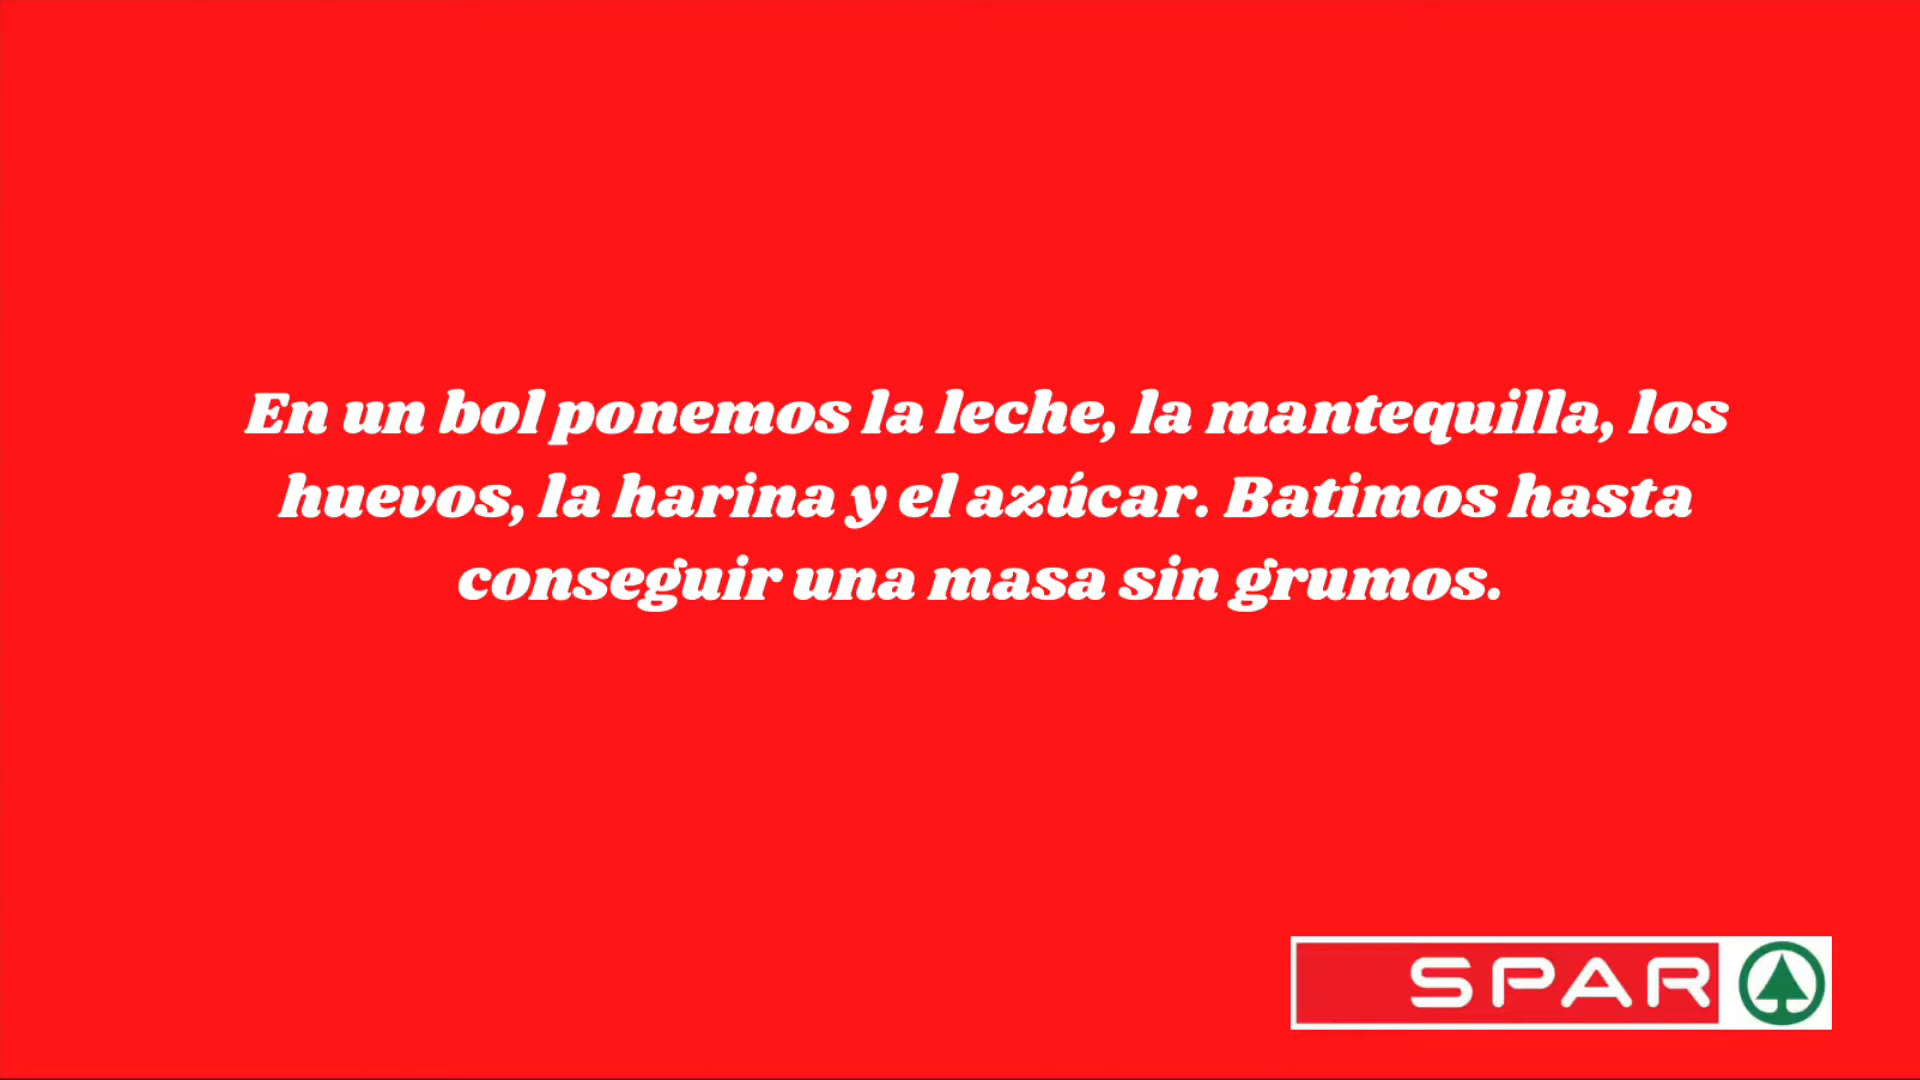 En un bol ponemos la leche, la mantequilla, los
huevos, la harina y el azúcar. Batimos hasta
conseguir una masa sin grumos.
SPAR